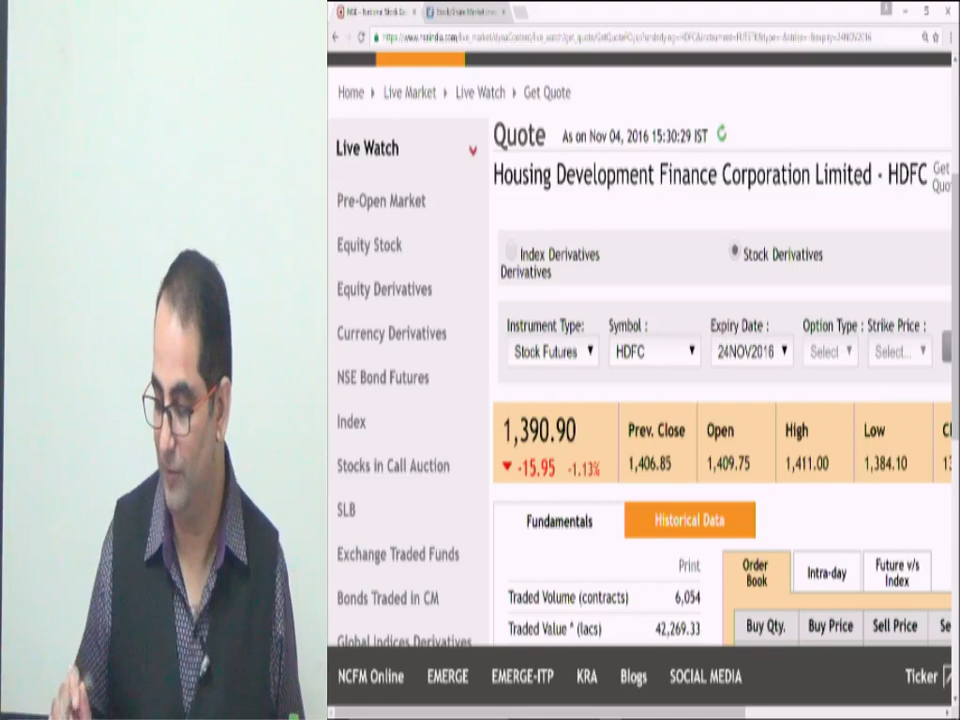 Home Live Market Live Watch Get Quote
Live Watch
Pre-Open Market
Equity Stock
Equity Derivatives
Currency Derivatives
NSE Bond Futures
Index
Stocks in Call Auction
SLB
Exchange Traded Funds
Bonds Traded in CM
Global Indices Derivatives
Quote As on Nov 04, 2016 15:30:29 IST
Housing Development Finance Corporation Limited - HDFC
Get
Quo
Index Derivatives Stock Derivatives
Derivatives
Instrument Type: Symbol : Expiry Date : Option Type : Strike Price :
Stock Futures HDFC 24NOV2016 Select Select...
1,390.90 Prev. Close Open High Low
-15.95 -1.13% 1,406.85 1,409.75 1,411.00 1,384.10
Fundamentals Historical Data
Print
Traded Volume (contracts) 6,054
Traded Value * (lacs) 42,269.33
Order Book Intra-day Future v/s Index
Buy Qty. Buy Price Sell Price Se
NCFM Online EMERGE EMERGE-ITP KRA Blogs SOCIAL MEDIA Ticker